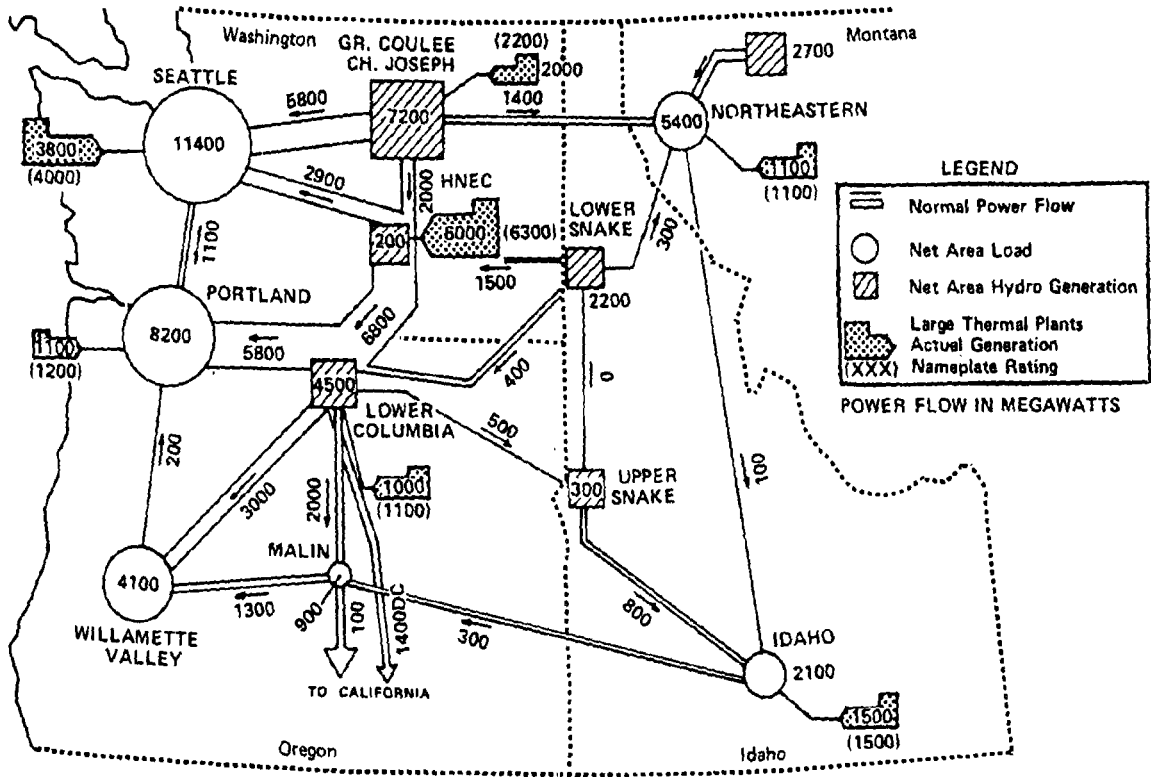 Washington
GR. COULEE
CH. JOSEPH
(2200)
2000
2700
Montana
SEATTLE
5800
7200
1400
NORTHEASTERN
5400
3800
(4000)
11400
2900
2000
HNEC
1100
(1100)
LEGEND
Normal Power Flow
Net Area Load
Net Area Hydro Generation
Large Thermal Plants
Actual Generation
(XXX) Nameplate Rating
POWER FLOW IN MEGAWATTS
200
6000
(6300)
LOWER
SNAKE
300
1500
2200
1100
PORTLAND
8200
1100
(1200)
6800
5800
400
0
4500
LOWER
COLUMBIA
500
UPPER
SNAKE
300
200
3000
2000
1000
(1100)
100
MALIN
4100
1300
900
100
1400DC
300
800
WILLAMETTE
VALLEY
IDAHO
2100
TO CALIFORNIA
1500
(1500)
Oregon
Idaho